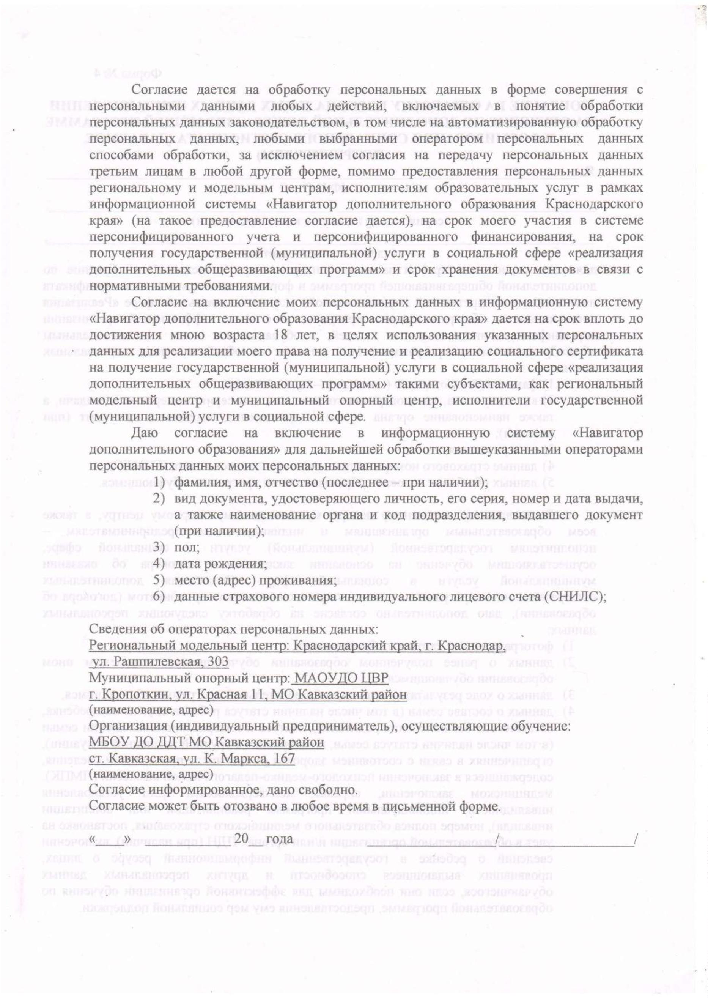 Согласие дается на обработку персональных данных в форме совершения с
персональными данными любых действий, включаемых в понятие обработки
персональных данных законодательством, в том числе на автоматизированную обработку
персональных данных, любыми выбранными оператором персональных данных
способами обработки, за исключением согласия на передачу персональных данных
третьим лицам в любой другой форме, помимо предоставления персональных данных
региональному и модельным центрам, исполнителям образовательных услуг в рамках
информационной системы «Навигатор дополнительного образования Краснодарского
края» (на такое предоставление согласие дается), на срок моего участия в системе
персонифицированного учета и персонифицированного финансирования, на срок
получения государственной (муниципальной) услуги в социальной сфере «реализация
дополнительных общеразвивающих программ» и срок хранения документов в связи с
нормативными требованиями.
Согласие на включение моих персональных данных в информационную систему
«Навигатор дополнительного образования Краснодарского края» дается на срок вплоть до
достижения мною возраста 18 лет, в целях использования указанных персональных
данных для реализации моего права на получение и реализацию социального сертификата
на получение государственной (муниципальной) услуги в социальной сфере «реализация
дополнительных общеразвивающих программ» такими субъектами, как региональный
модельный центр и муниципальный опорный центр, исполнители государственной
(муниципальной) услуги в социальной сфере.
Даю согласие на включение в информационную систему «Навигатор
дополнительного образования» для дальнейшей обработки вышеуказанными операторами
персональных данных моих персональных данных:
1) фамилия, имя, отчество (последнее – при наличии);
2) вид документа, удостоверяющего личность, его серия, номер и дата выдачи,
а также наименование органа и код подразделения, выдавшего документ
(при наличии);
3) пол;
4) дата рождения;
5) место (адрес) проживания;
6) данные страхового номера индивидуального лицевого счета (СНИЛС);
Сведения об операторах персональных данных:
Региональный модельный центр: Краснодарский край, г. Краснодар,
ул. Рашпилевская, 303
Муниципальный опорный центр: МАОУДО ЦВР
г. Кропоткин, ул. Красная 11, МО Кавказский район
(наименование, адрес)
Организация (индивидуальный предприниматель), осуществляющие обучение:
МБОУ ДО ДДТ МО Кавказский район
ст. Кавказская, ул. К. Маркса, 167
(наименование, адрес)
Согласие информированное, дано свободно.
Согласие может быть отозвано в любое время в письменной форме.
«____» ____________ 20__ года __________________/__________________/